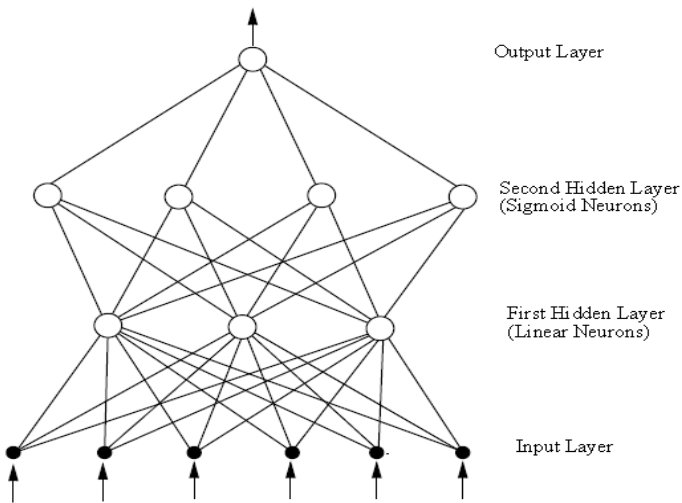 Output Layer
Second Hidden Layer
(Sigmoid Neurons)
First Hidden Layer
(Linear Neurons)
Input Layer